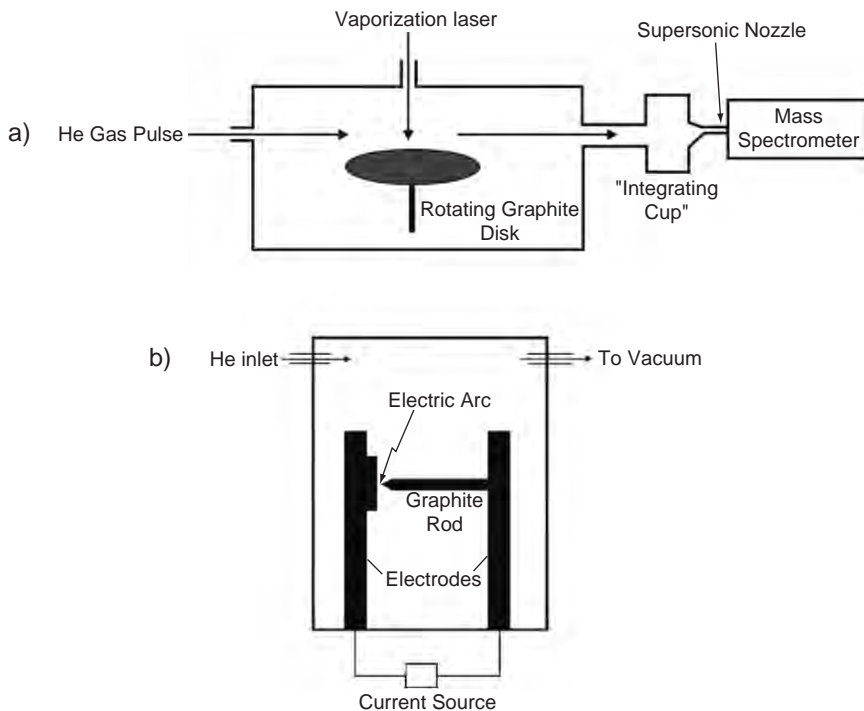 Vaporization laser
Supersonic Nozzle
a)
He Gas Pulse
Mass
Spectrometer
"Integrating
Cup"
Rotating Graphite
Disk
b)
He inlet
To Vacuum
Electric Arc
Graphite
Rod
Electrodes
Current Source